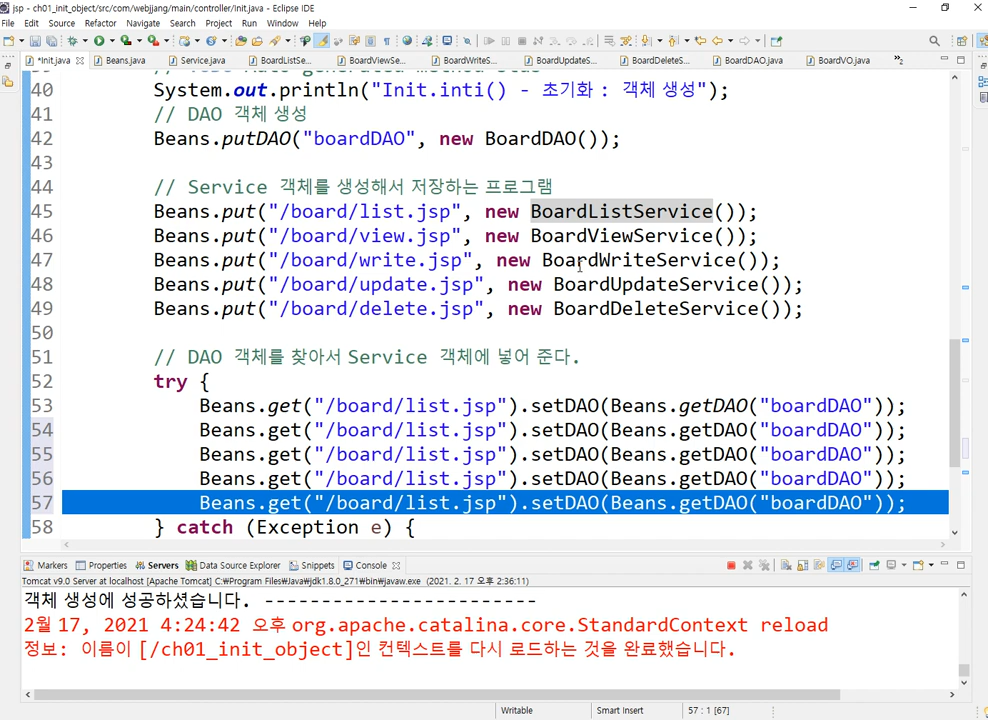 jsp - ch01_init_object/src/com/webjjang/main/controller/Init.java - Eclipse IDE
File Edit Source Refactor Navigate Search Project Run Window Help
*Init.java Beans.java Service.java BoardListSe... BoardViewSe... BoardWriteS... BoardUpdateS... BoardDeleteS... BoardDAO.java BoardVO.java
40 System.out.println("Init.inti() - 초기화 : 객체 생성");
41 // DAO 객체 생성
42 Beans.putDAO("boardDAO", new BoardDAO());
43
44 // Service 객체를 생성해서 저장하는 프로그램
45 Beans.put("/board/list.jsp", new BoardListService());
46 Beans.put("/board/view.jsp", new BoardViewService());
47 Beans.put("/board/write.jsp", new BoardWriteService());
48 Beans.put("/board/update.jsp", new BoardUpdateService());
49 Beans.put("/board/delete.jsp", new BoardDeleteService());
50
51 // DAO 객체를 찾아서 Service 객체에 넣어 준다.
52 try {
53 Beans.get("/board/list.jsp").setDAO(Beans.getDAO("boardDAO"));
54 Beans.get("/board/list.jsp").setDAO(Beans.getDAO("boardDAO"));
55 Beans.get("/board/list.jsp").setDAO(Beans.getDAO("boardDAO"));
56 Beans.get("/board/list.jsp").setDAO(Beans.getDAO("boardDAO"));
57 Beans.get("/board/list.jsp").setDAO(Beans.getDAO("boardDAO"));
58 } catch (Exception e) {
Markers Properties Servers Data Source Explorer Snippets Console
Tomcat v9.0 Server at localhost [Apache Tomcat] C:₩Program Files₩Java₩jdk1.8.0_271₩bin₩javaw.exe (2021. 2. 17 오후 2:36:11)
객체 생성에 성공하셨습니다. ------------------------
2월 17, 2021 4:24:42 오후 org.apache.catalina.core.StandardContext reload
정보: 이름이 [/ch01_init_object]인 컨텍스트를 다시 로드하는 것을 완료했습니다.
Writable Smart Insert 57 : 1 [67]